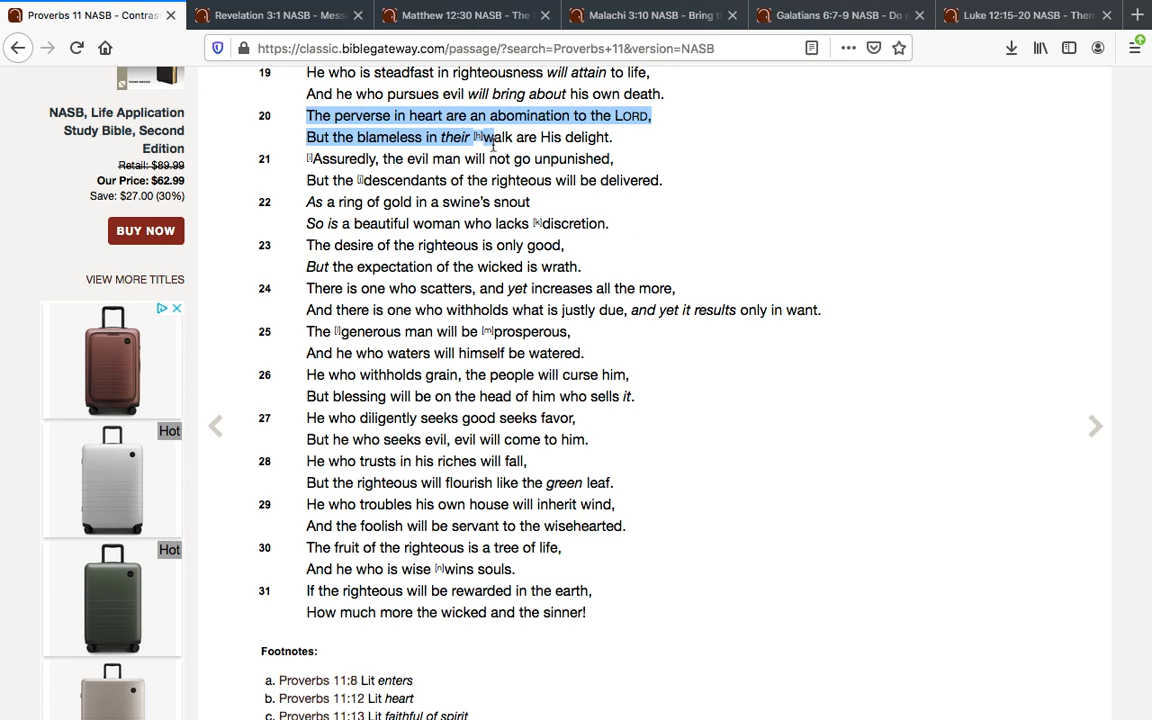 Proverbs 11 NASB - Contras
Revelation 3:1 NASB - Mess
Matthew 12:30 NASB - The
Malachi 3:10 NASB - Bring t
Galatians 6:7-9 NASB - Do
Luke 12:15-20 NASB - Then
https://classic.biblegateway.com/passage/?search=Proverbs+11&version=NASB
NASB, Life Application
Study Bible, Second
Edition
Retail: $89.99
Our Price: $62.99
Save: $27.00 (30%)
BUY NOW
VIEW MORE TITLES
Hot
Hot
19 He who is steadfast in righteousness will attain to life,
And he who pursues evil will bring about his own death.
20 The perverse in heart are an abomination to the LORD,
But the blameless in their [h]walk are His delight.
21 [i]Assuredly, the evil man will not go unpunished,
But the [j]descendants of the righteous will be delivered.
22 As a ring of gold in a swine's snout
So is a beautiful woman who lacks [k]discretion.
23 The desire of the righteous is only good,
But the expectation of the wicked is wrath.
24 There is one who scatters, and yet increases all the more,
And there is one who withholds what is justly due, and yet it results only in want.
25 The [l]generous man will be [m]prosperous,
And he who waters will himself be watered.
26 He who withholds grain, the people will curse him,
But blessing will be on the head of him who sells it.
27 He who diligently seeks good seeks favor,
But he who seeks evil, evil will come to him.
28 He who trusts in his riches will fall,
But the righteous will flourish like the green leaf.
29 He who troubles his own house will inherit wind,
And the foolish will be servant to the wisehearted.
30 The fruit of the righteous is a tree of life,
And he who is wise [n]wins souls.
31 If the righteous will be rewarded in the earth,
How much more the wicked and the sinner!
Footnotes:
a. Proverbs 11:8 Lit enters
b. Proverbs 11:12 Lit heart
c. Proverbs 11:13 Lit faithful of spirit